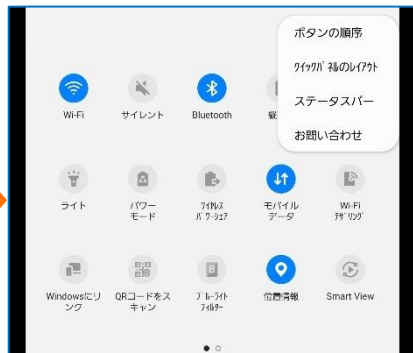 ボタンの順序
ｸｲｯｸﾊﾟﾈﾙのﾚｲｱｳﾄ
ステータスバー
お問い合わせ
Wi-Fi
サイレント
Bluetooth
縦
ライト
パワー
モード
ﾜｲﾔﾚｽ
ﾊﾞﾜｰｼｪｱ
モバイル
データ
Wi-Fi
ﾃｻﾞﾘﾝｸﾞ
Windowsにリ
ンク
QRコードをス
キャン
ﾌﾞﾙｰﾗｲﾄ
ﾌｨﾙﾀｰ
位置情報
Smart View